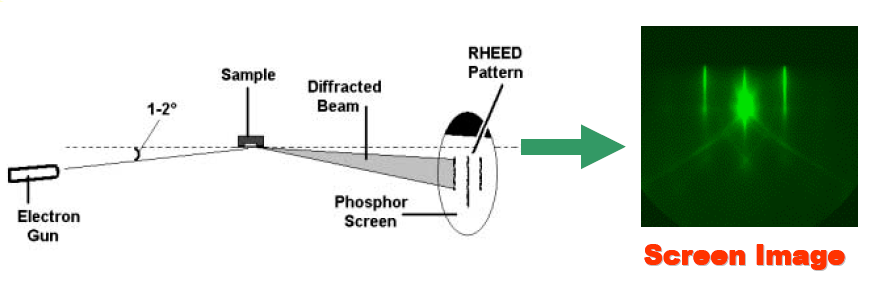 RHEED
Pattern
Sample
Diffracted
Beam
1-2°
Phosphor
Screen
Electron
Gun
Screen Image